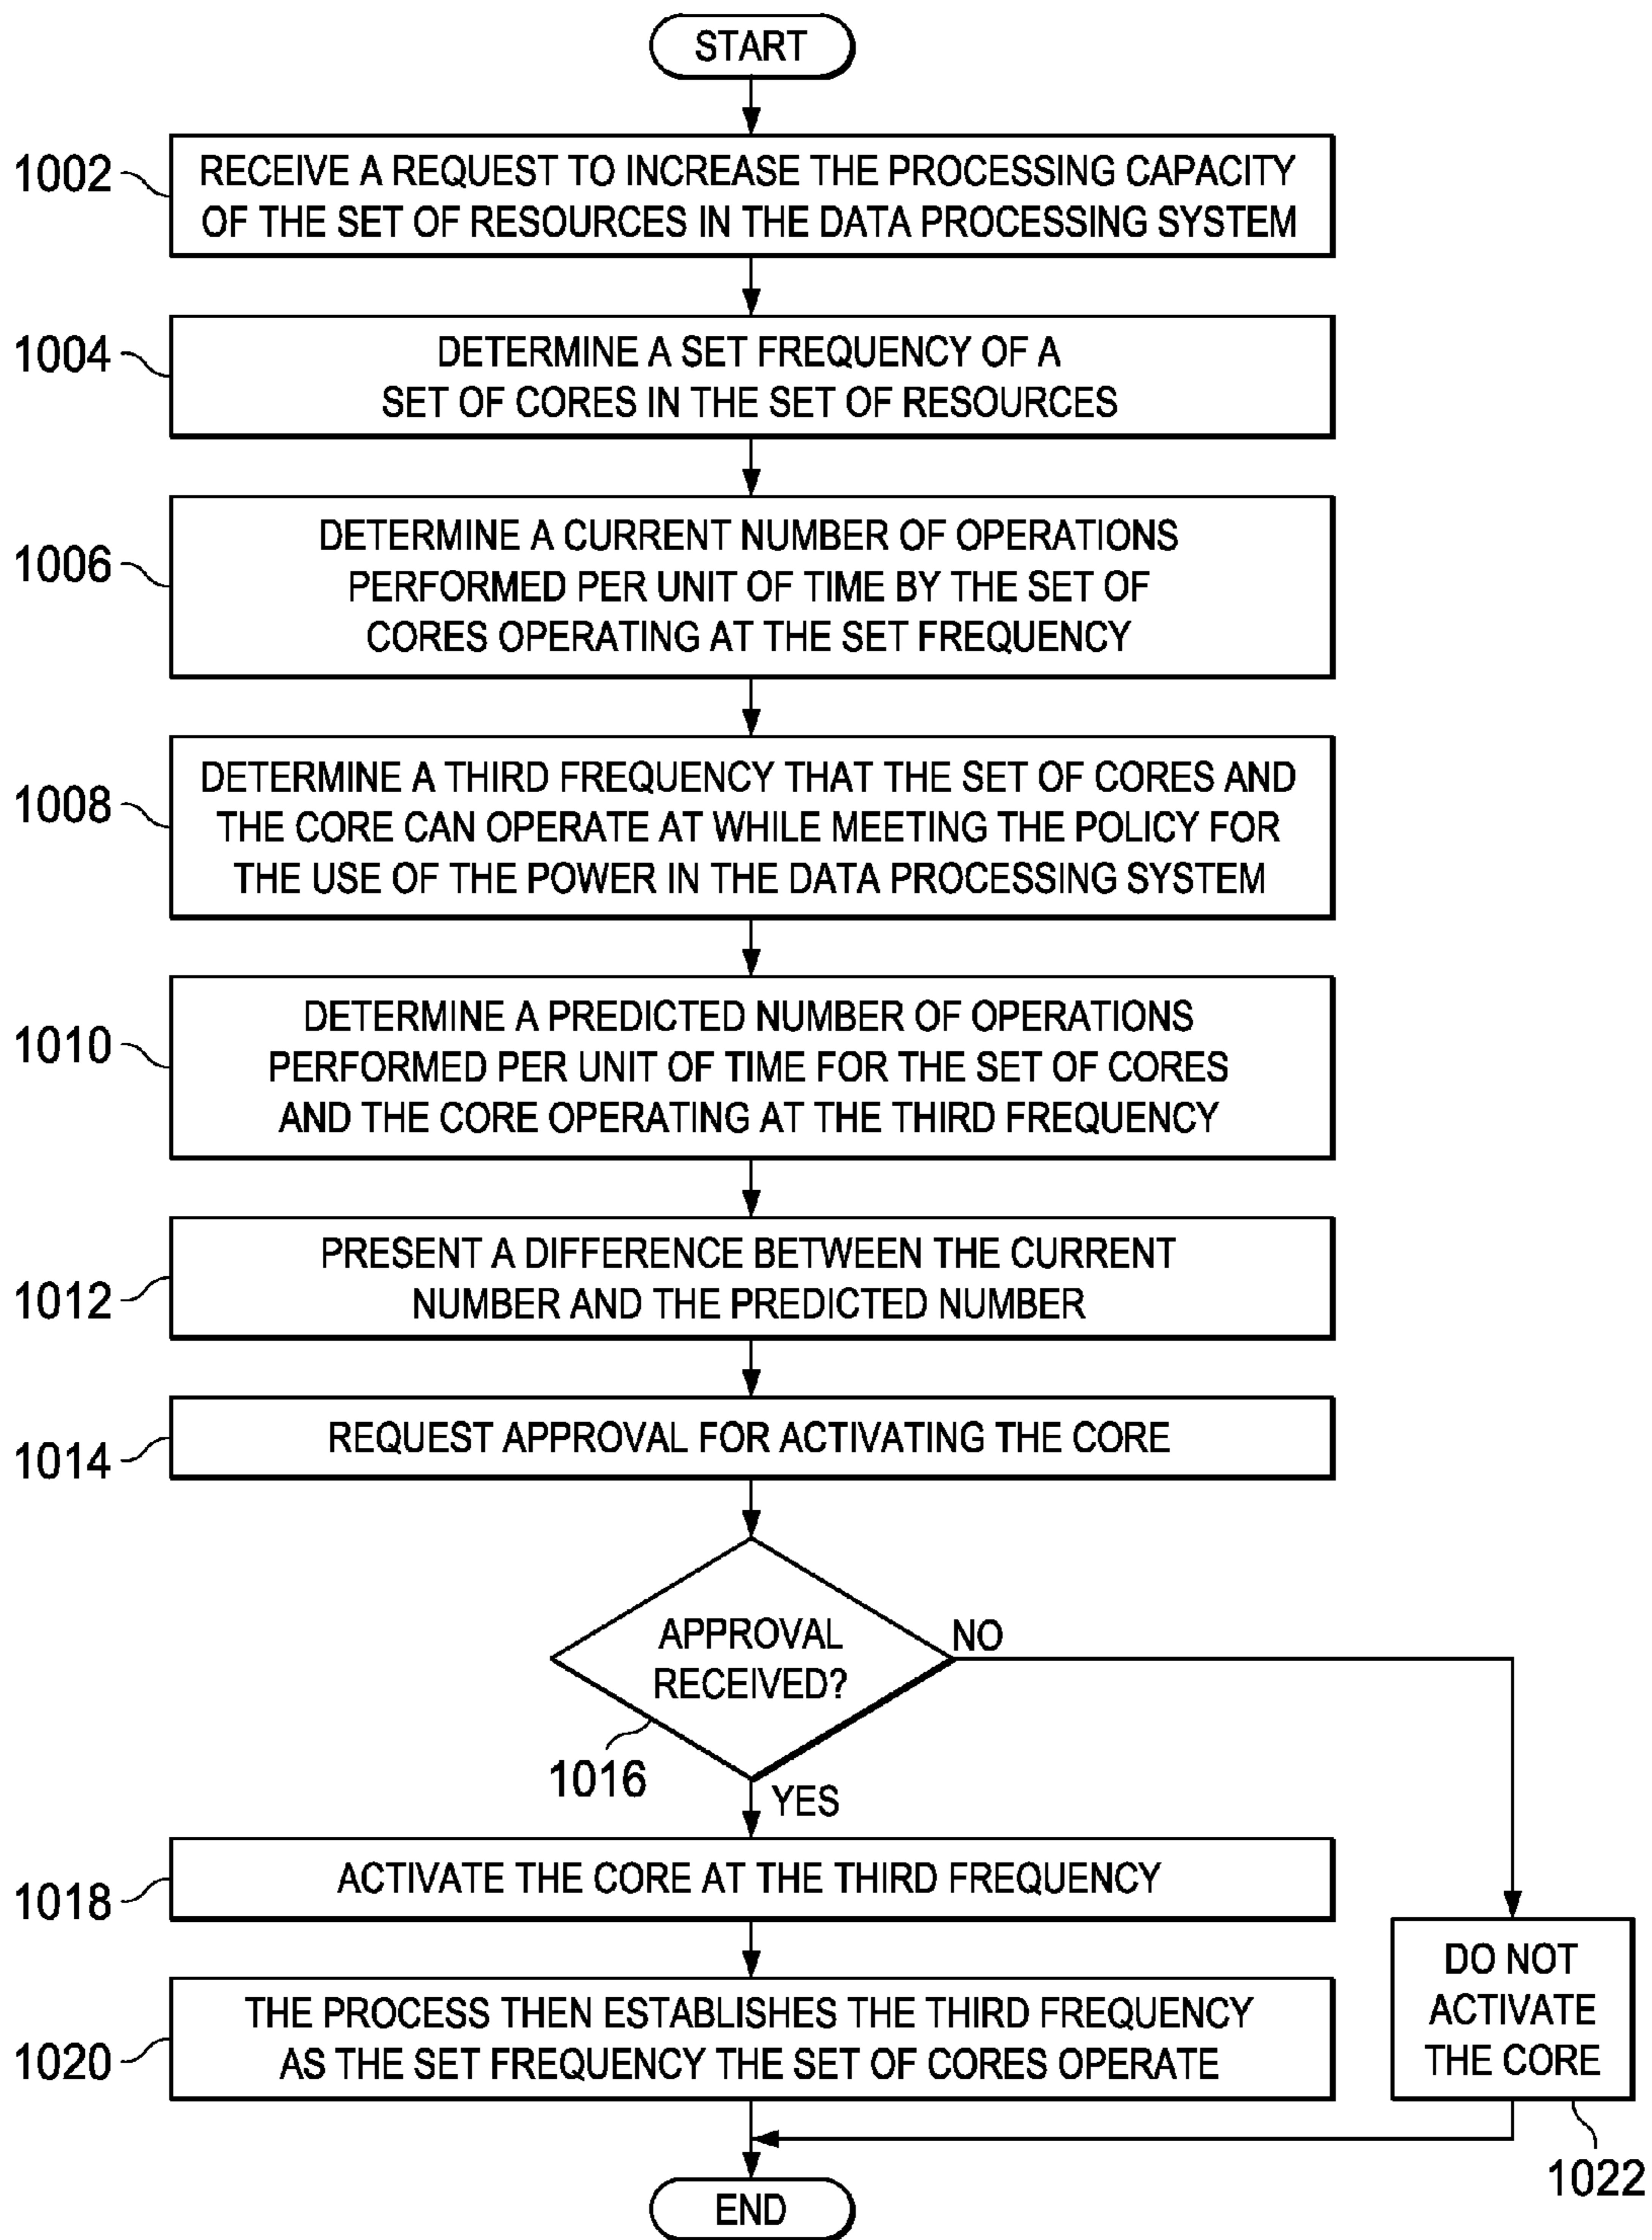 START
1002
RECEIVE A REQUEST TO INCREASE THE PROCESSING CAPACITY
OF THE SET OF RESOURCES IN THE DATA PROCESSING SYSTEM
1004
DETERMINE A SET FREQUENCY OF A
SET OF CORES IN THE SET OF RESOURCES
1006
DETERMINE A CURRENT NUMBER OF OPERATIONS
PERFORMED PER UNIT OF TIME BY THE SET OF
CORES OPERATING AT THE SET FREQUENCY
1008
DETERMINE A THIRD FREQUENCY THAT THE SET OF CORES AND
THE CORE CAN OPERATE AT WHILE MEETING THE POLICY FOR
THE USE OF THE POWER IN THE DATA PROCESSING SYSTEM
1010
DETERMINE A PREDICTED NUMBER OF OPERATIONS
PERFORMED PER UNIT OF TIME FOR THE SET OF CORES
AND THE CORE OPERATING AT THE THIRD FREQUENCY
1012
PRESENT A DIFFERENCE BETWEEN THE CURRENT
NUMBER AND THE PREDICTED NUMBER
1014
REQUEST APPROVAL FOR ACTIVATING THE CORE
APPROVAL
RECEIVED?
NO
1016
YES
1018
ACTIVATE THE CORE AT THE THIRD FREQUENCY
1020
THE PROCESS THEN ESTABLISHES THE THIRD FREQUENCY
AS THE SET FREQUENCY THE SET OF CORES OPERATE
DO NOT
ACTIVATE
THE CORE
1022
END